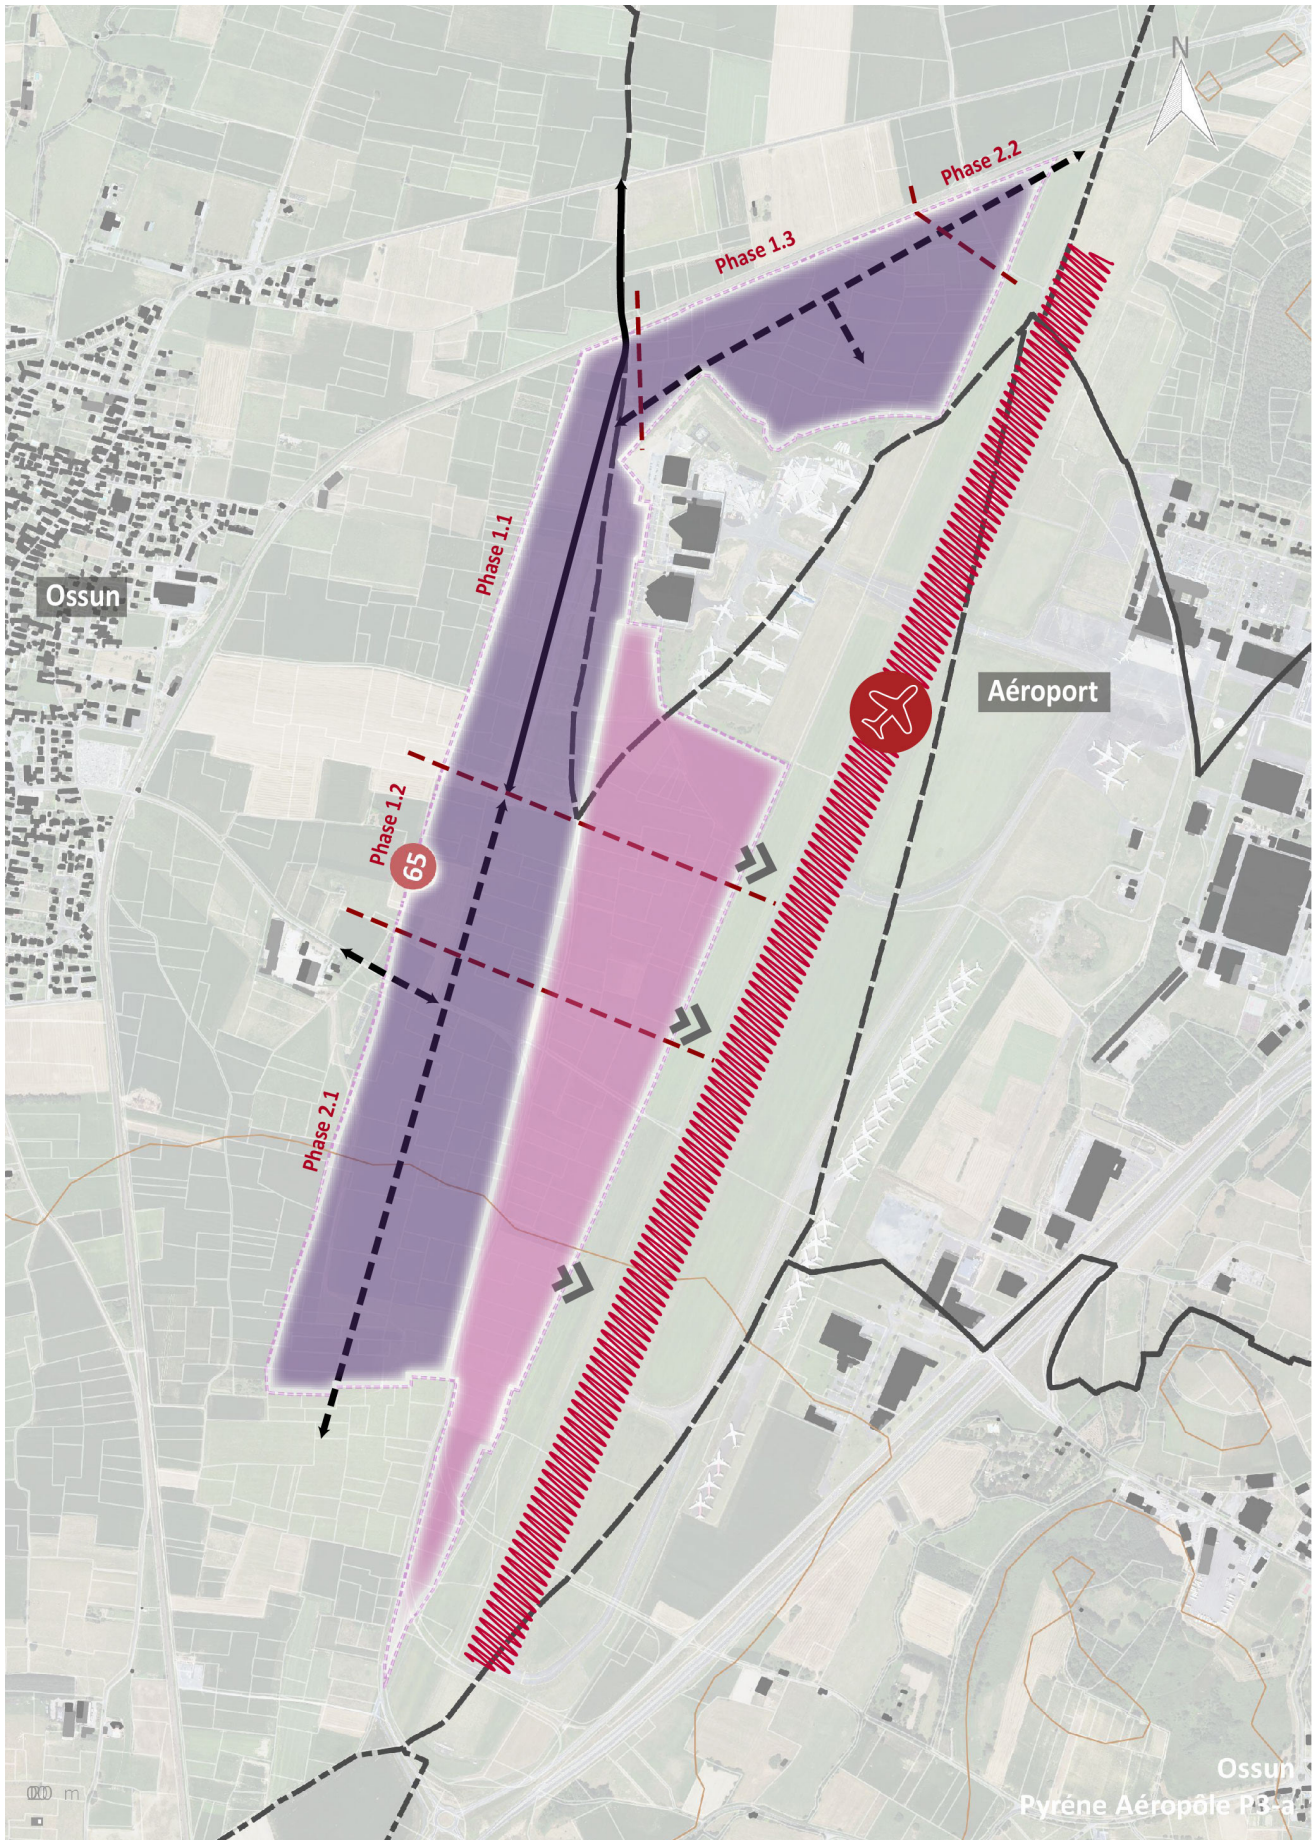 N
Phase 2.2
Phase 1.3
Phase 1.1
Ossun
Aéroport
Phase 1.2
65
Phase 2.1
Ossun
Pyréne Aéropôle P3-a
m